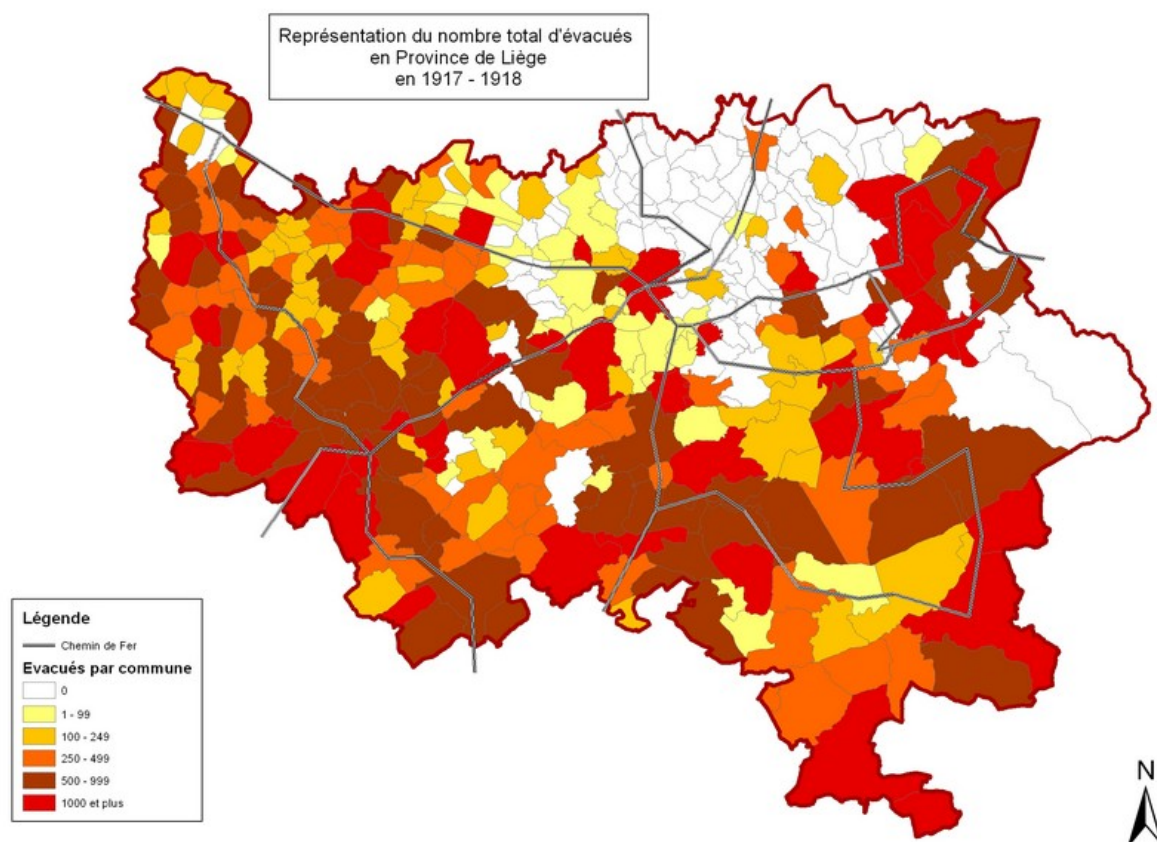 Représentation du nombre total d'évacués
en Province de Liège
en 1917 - 1918
Légende
Chemin de Fer
Evacués par commune
0
1 - 99
100 - 249
250 - 499
500 - 999
1000 et plus
N